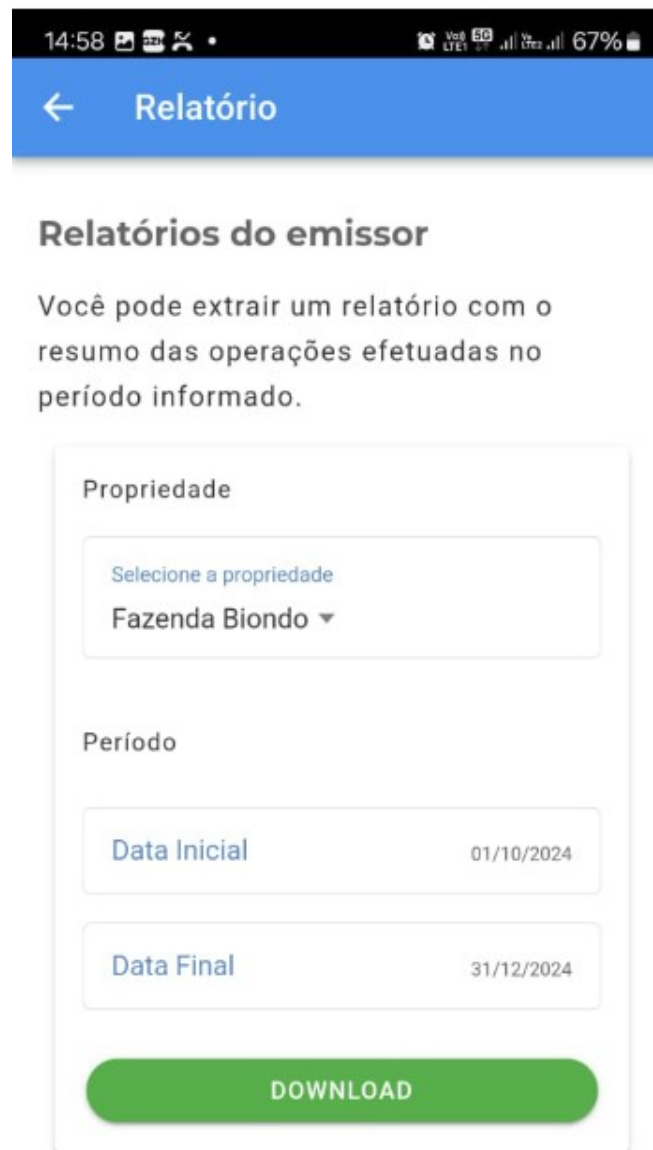 14:58
67%
Relatório
Relatórios do emissor
Você pode extrair um relatório com o
resumo das operações efetuadas no
período informado.
Propriedade
Selecione a propriedade
Fazenda Biondo
Período
Data Inicial 01/10/2024
Data Final 31/12/2024
DOWNLOAD